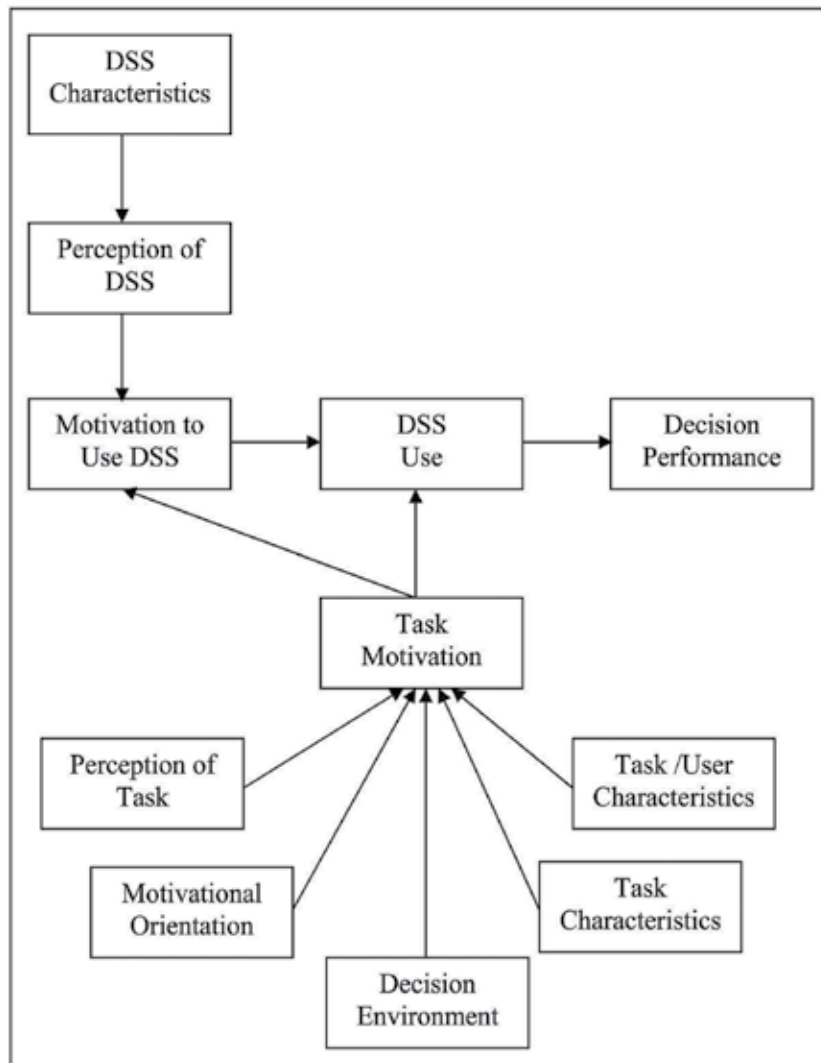 DSS
Characteristics
Perception of
DSS
Motivation to
Use DSS
DSS
Use
Decision
Performance
Task
Motivation
Perception of
Task
Task /User
Characteristics
Motivational
Orientation
Task
Characteristics
Decision
Environment